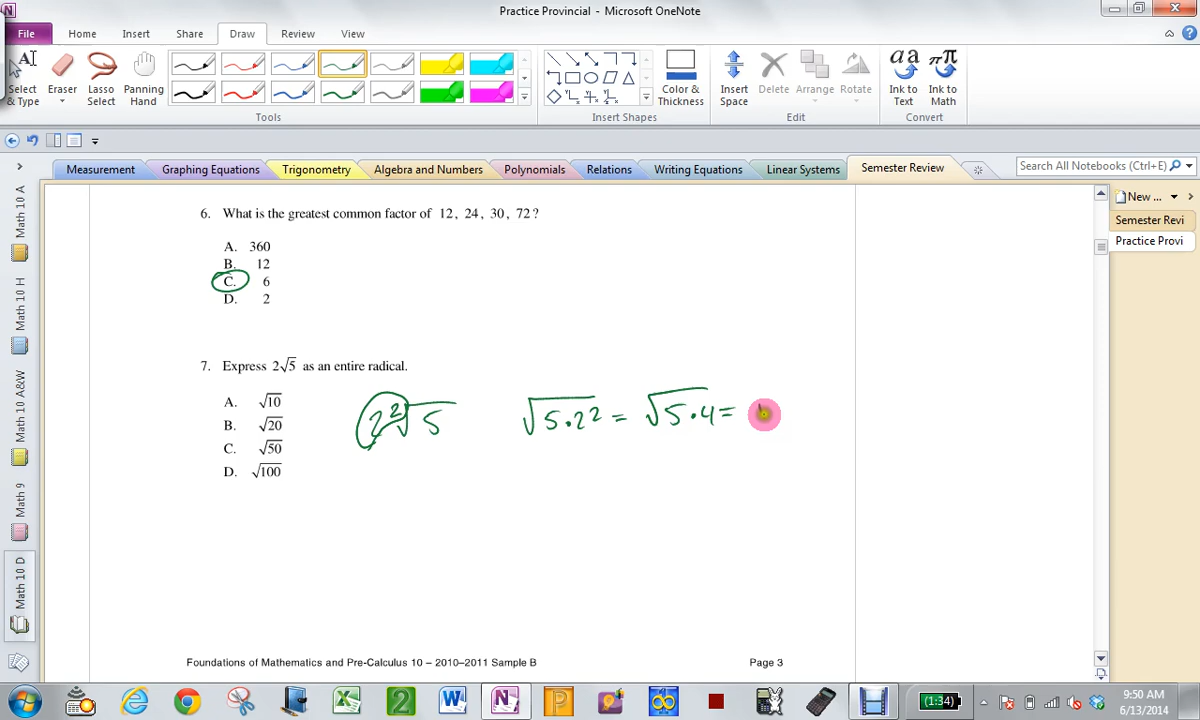 Practice Provincial - Microsoft OneNote
File Home Insert Share Draw Review View
Select & Type
Eraser
Lasso Select
Panning Hand
Color & Thickness
Insert Space
Delete
Arrange
Rotate
Ink to Text
Ink to Math
Tools
Insert Shapes
Edit
Convert
Measurement Graphing Equations Trigonometry Algebra and Numbers Polynomials Relations Writing Equations Linear Systems Semester Review
Search All Notebooks (Ctrl+E)
New ...
Semester Revi
Practice Provi
Math 10 A
Math 10 H
Math 10 A&W
Math 9
Math 10 D
6. What is the greatest common factor of 12, 24, 30, 72?
A. 360
B. 12
C. 6
D. 2
7. Express 2√5 as an entire radical.
A. √10
B. √20
C. √50
D. √100
2 ²√5
√5·2² = √5·4 =
Foundations of Mathematics and Pre-Calculus 10 – 2010–2011 Sample B
Page 3
(1:34)
9:50 AM
6/13/2014